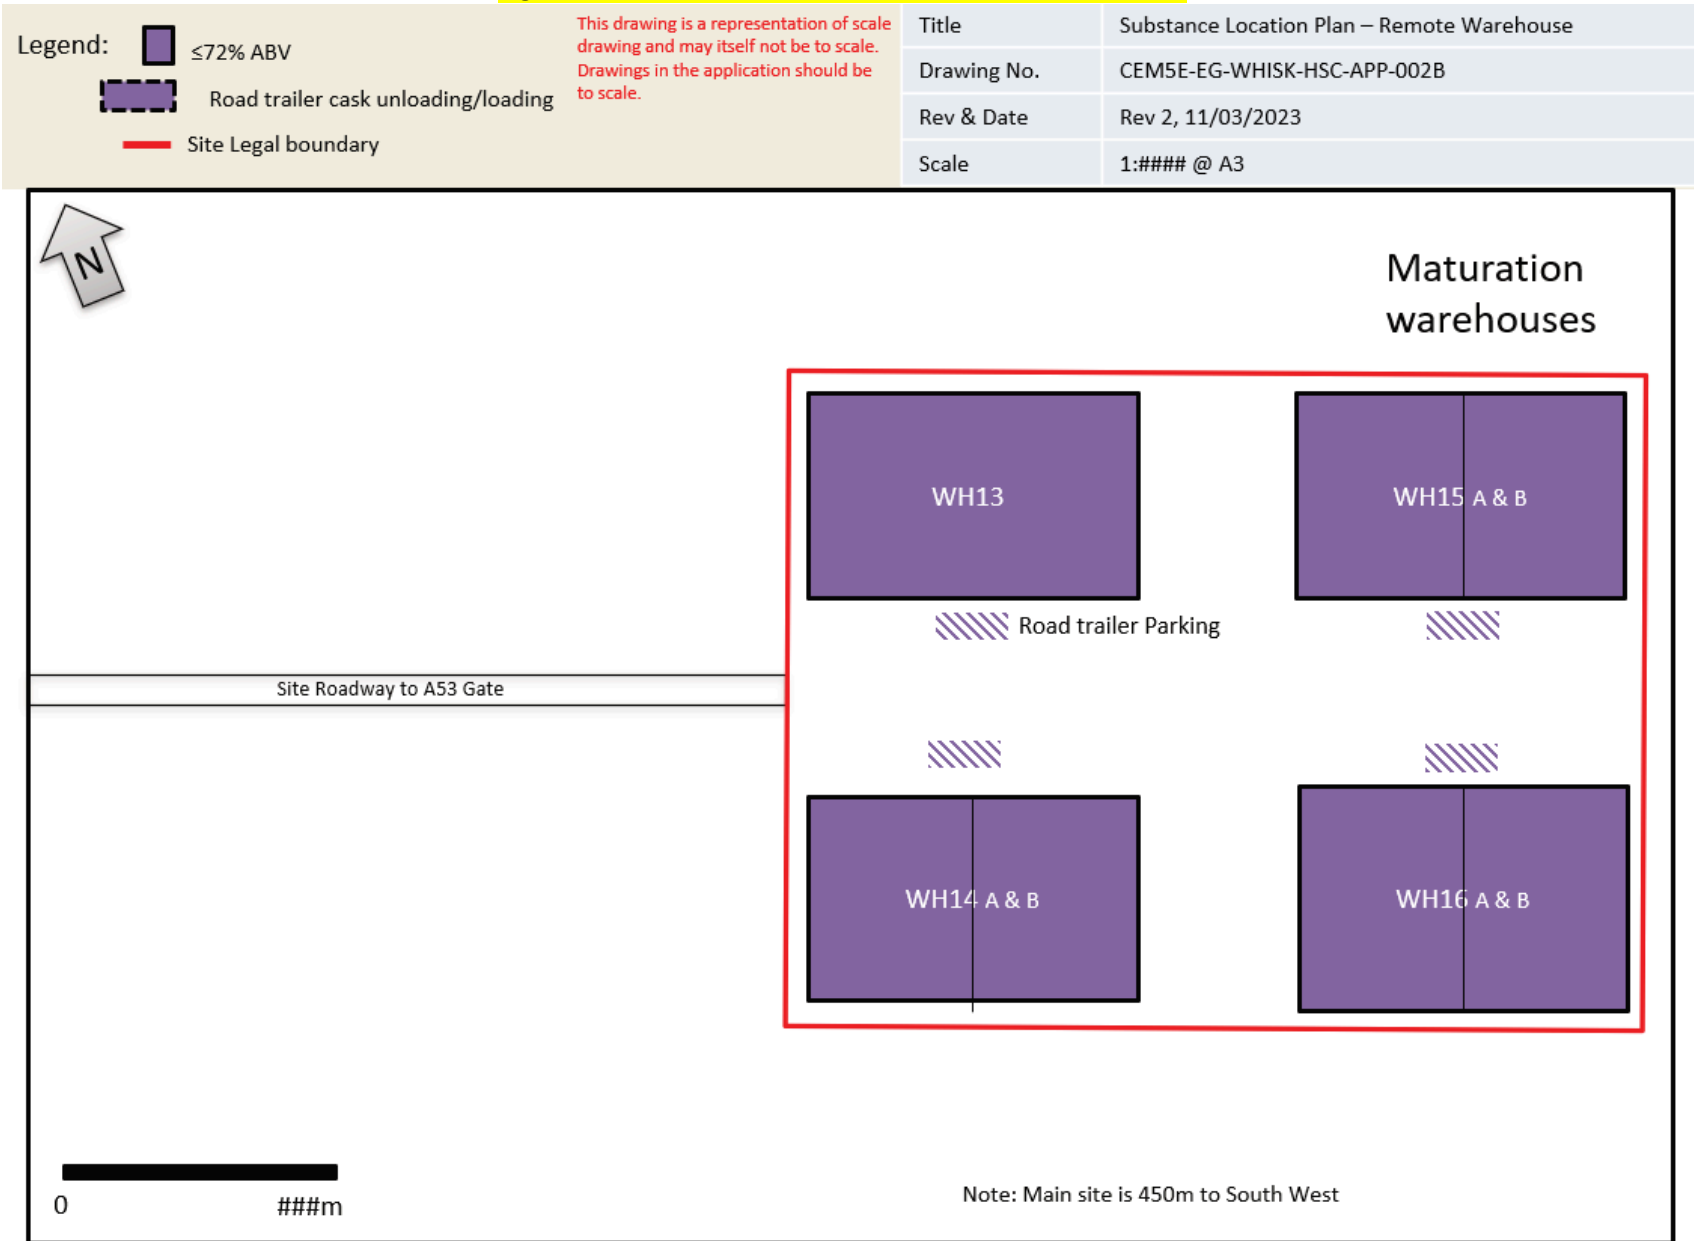 Legend:
≤72% ABV
Road trailer cask unloading/loading
Site Legal boundary
This drawing is a representation of scale
drawing and may itself not be to scale.
Drawings in the application should be
to scale.
Title Substance Location Plan – Remote Warehouse
Drawing No. CEM5E-EG-WHISK-HSC-APP-002B
Rev & Date Rev 2, 11/03/2023
Scale 1:#### @ A3
N
Maturation
warehouses
WH13
WH15 A & B
Road trailer Parking
Site Roadway to A53 Gate
WH14 A & B
WH16 A & B
0 ###m
Note: Main site is 450m to South West